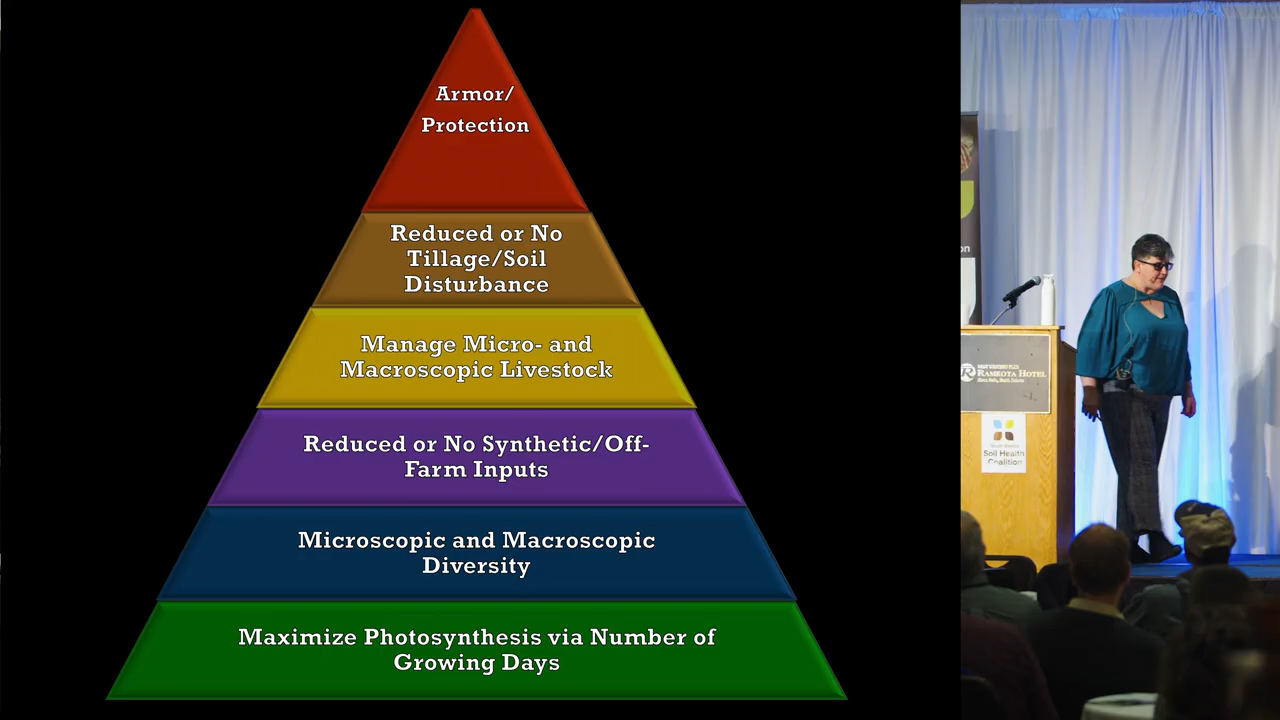 Armor/
Protection
Reduced or No
Tillage/Soil
Disturbance
Manage Micro- and
Macroscopic Livestock
Reduced or No Synthetic/Off-
Farm Inputs
Microscopic and Macroscopic
Diversity
Maximize Photosynthesis via Number of
Growing Days
on
RAMKOTA HOTEL
Soil Health
Coalition